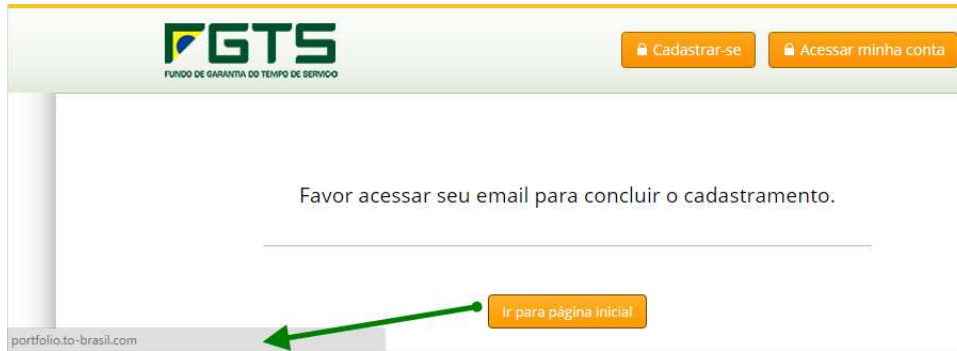 FGTS
FUNDO DE GARANTIA DO TEMPO DE SERVIÇO
Cadastrar-se
Acessar minha conta
Favor acessar seu email para concluir o cadastramento.
Ir para página inicial
portfolio.to-brasil.com